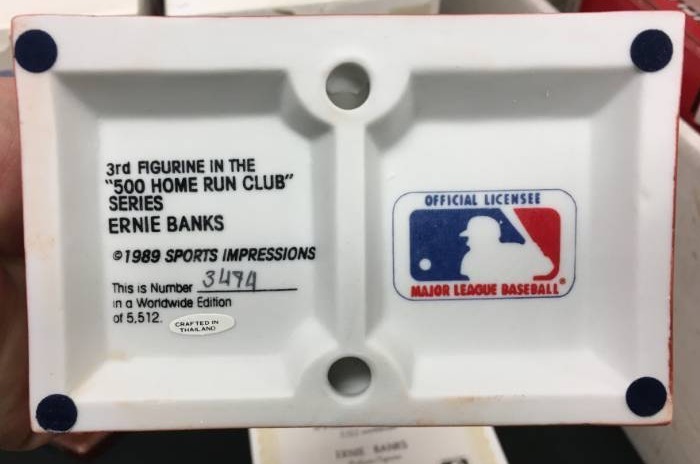 3rd FIGURINE IN THE
"500 HOME RUN CLUB"
SERIES
ERNIE BANKS
©1989 SPORTS IMPRESSIONS
This is Number 3494
in a Worldwide Edition
of 5,512.
CRAFTED IN
THAILAND
OFFICIAL LICENSEE
MAJOR LEAGUE BASEBALL®
ERNIE BANKS